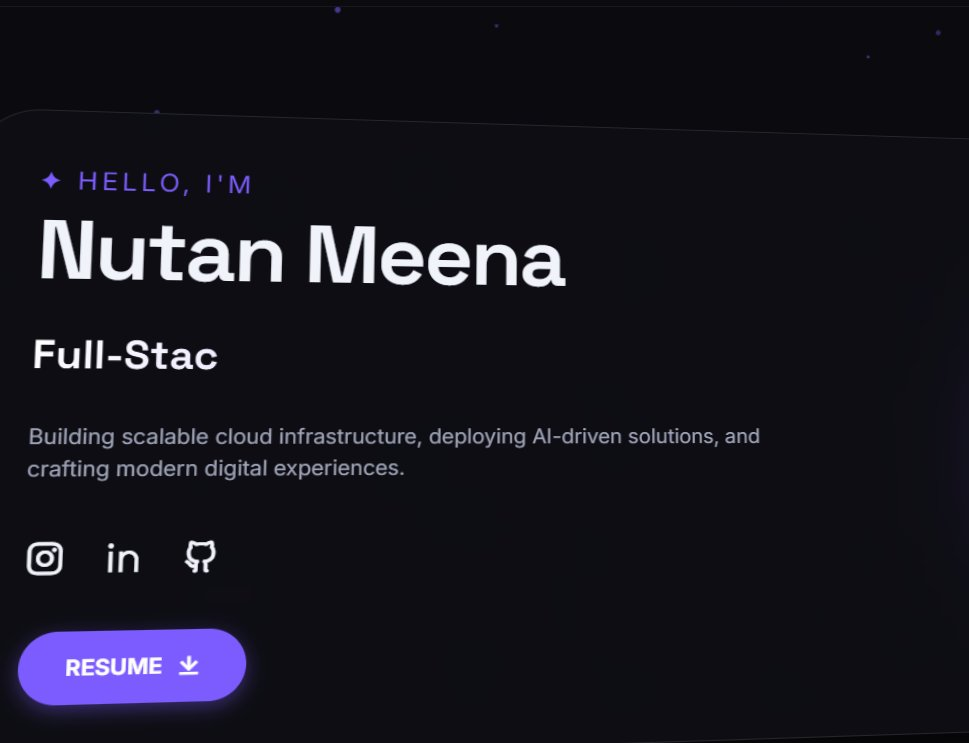 HELLO, I'M
Nutan Meena
Full-Stac
Building scalable cloud infrastructure, deploying AI-driven solutions, and
crafting modern digital experiences.
in
RESUME